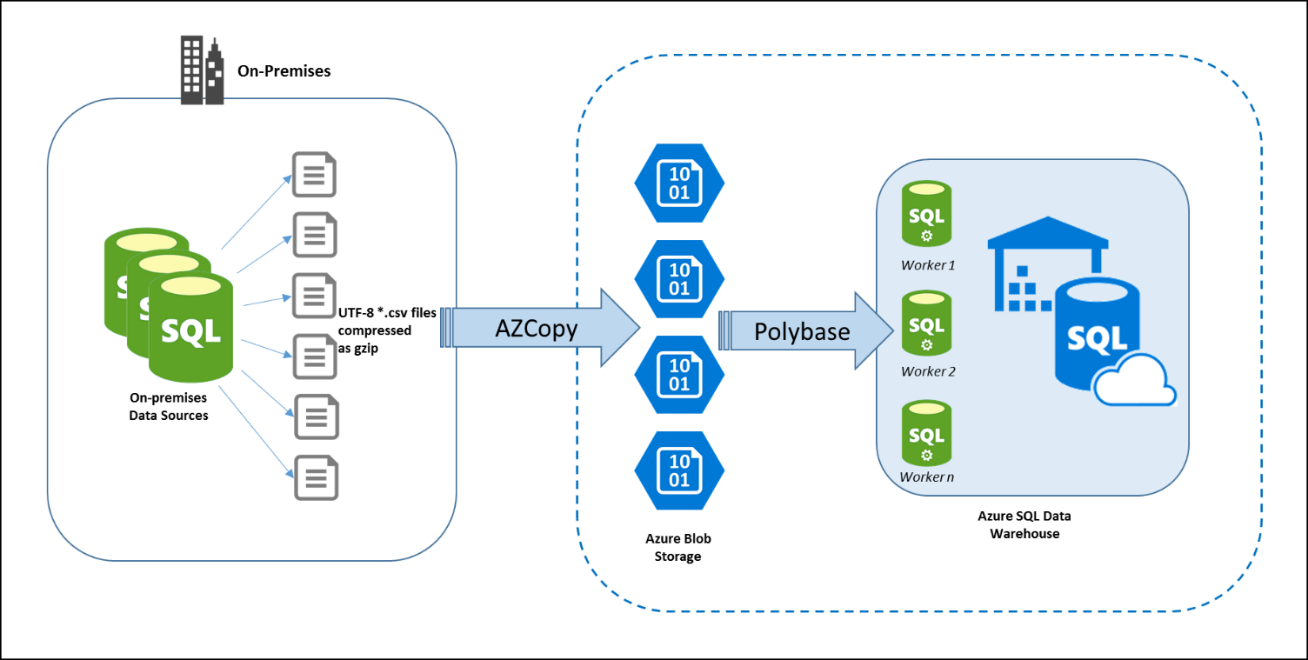 On-Premises
SQL
UTF-8 *.csv files
compressed
as gzip
On-premises
Data Sources
AZCopy
10
01
10
01
10
01
10
01
Azure Blob
Storage
Polybase
SQL
Worker 1
SQL
Worker 2
SQL
Worker n
SQL
Azure SQL Data
Warehouse